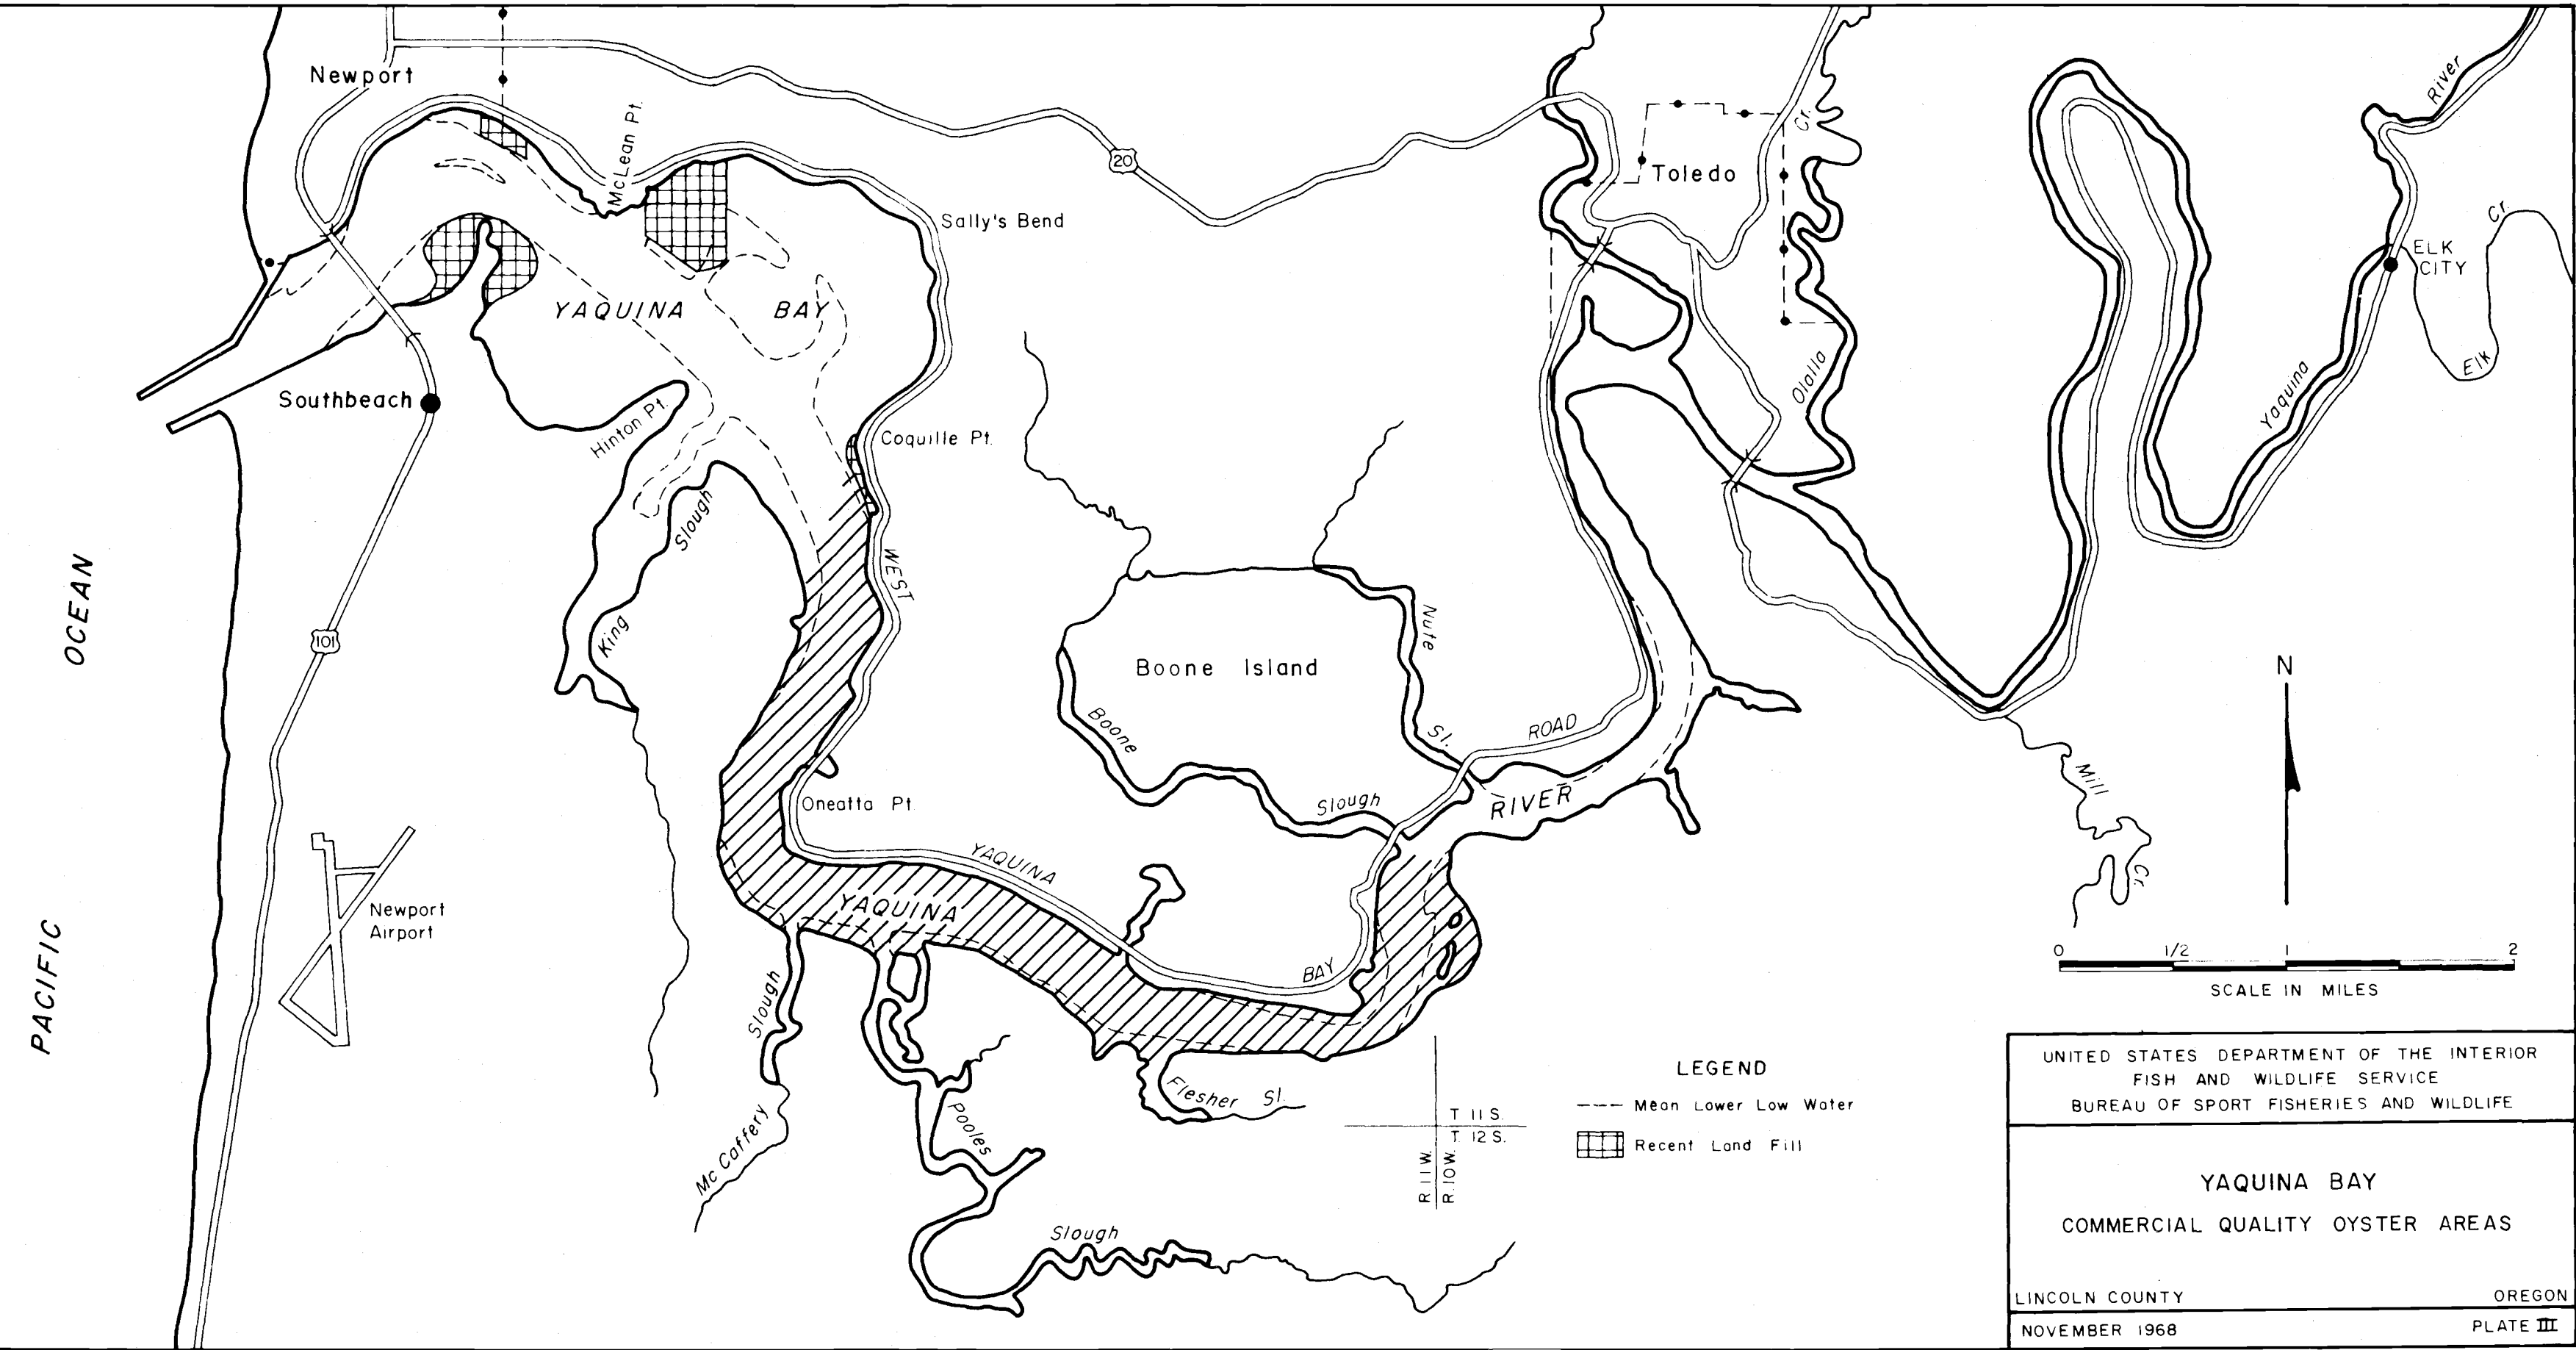 Newport
McLean Pt.
20
Sally's Bend
Toledo
Cr.
River
Cr.
ELK
CITY
Elk
YAQUINA BAY
Southbeach
Hinton Pt.
Coquille Pt.
Olalla
Yaquina
King Slough
WEST
OCEAN
101
Boone Island
Nute Sl.
Boone Slough
ROAD
RIVER
N
Oneatta Pt.
YAQUINA
YAQUINA
BAY
Mill Cr.
Newport
Airport
PACIFIC
0 1/2 1 2
SCALE IN MILES
Mc Caffery Slough
Flesher Sl.
Pooles Slough
T 11 S.
T. 12 S.
R 11 W.
R. 10 W.
LEGEND
Mean Lower Low Water
Recent Land Fill
UNITED STATES DEPARTMENT OF THE INTERIOR
FISH AND WILDLIFE SERVICE
BUREAU OF SPORT FISHERIES AND WILDLIFE
YAQUINA BAY
COMMERCIAL QUALITY OYSTER AREAS
LINCOLN COUNTY OREGON
NOVEMBER 1968 PLATE III